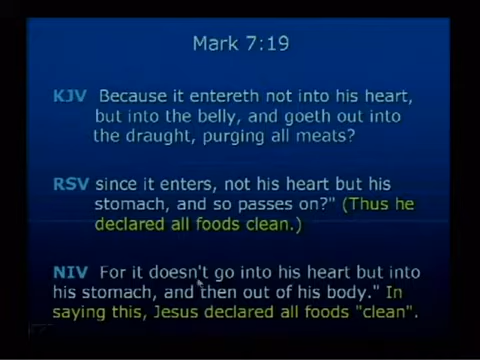 Mark 7:19
KJV Because it entereth not into his heart,
but into the belly, and goeth out into
the draught, purging all meats?
RSV since it enters, not his heart but his
stomach, and so passes on?" (Thus he
declared all foods clean.)
NIV For it doesn't go into his heart but into
his stomach, and then out of his body." In
saying this, Jesus declared all foods "clean".